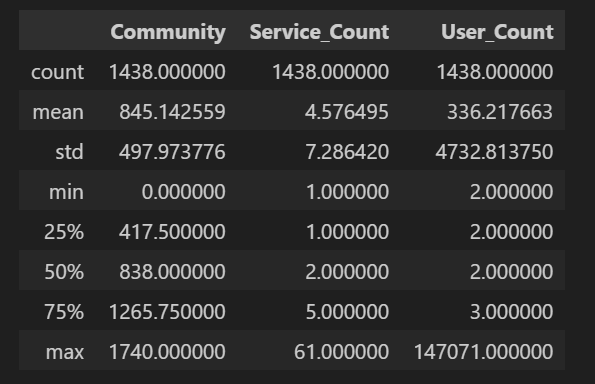 Community Service_Count User_Count
count 1438.000000 1438.000000 1438.000000
mean 845.142559 4.576495 336.217663
std 497.973776 7.286420 4732.813750
min 0.000000 1.000000 2.000000
25% 417.500000 1.000000 2.000000
50% 838.000000 2.000000 2.000000
75% 1265.750000 5.000000 3.000000
max 1740.000000 61.000000 147071.000000